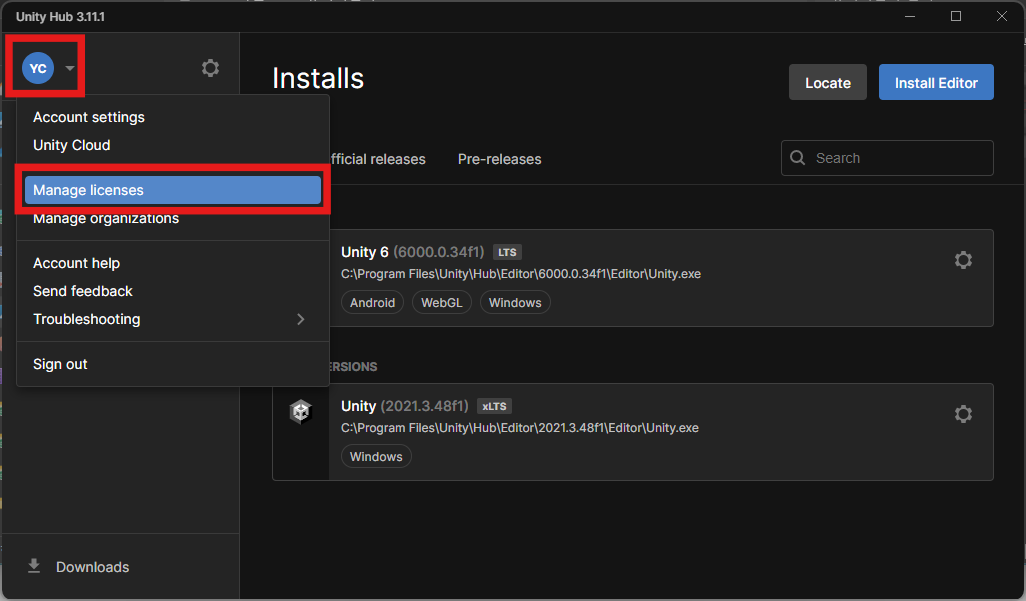 Unity Hub 3.11.1
YC
Installs
Locate
Install Editor
Account settings
Unity Cloud
Manage licenses
Manage organizations
Account help
Send feedback
Troubleshooting
Sign out
fficial releases
Pre-releases
Search
Unity 6 (6000.0.34f1) LTS
C:\Program Files\Unity\Hub\Editor\6000.0.34f1\Editor\Unity.exe
Android WebGL Windows
ERSIONS
Unity (2021.3.48f1) xLTS
C:\Program Files\Unity\Hub\Editor\2021.3.48f1\Editor\Unity.exe
Windows
Downloads